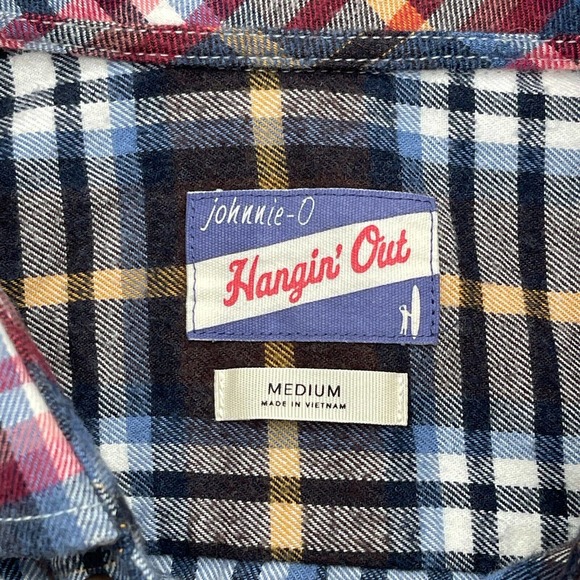 johnnie-O
Hangin' Out
MEDIUM
MADE IN VIETNAM